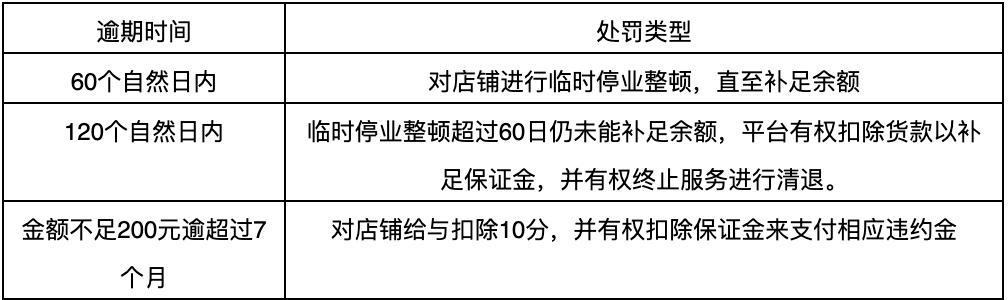 逾期时间
处罚类型
60个自然日内
对店铺进行临时停业整顿，直至补足余额
120个自然日内
临时停业整顿超过60日仍未能补足余额，平台有权扣除货款以补
足保证金，并有权终止服务进行清退。
金额不足200元逾超过7
个月
对店铺给与扣除10分，并有权扣除保证金来支付相应违约金